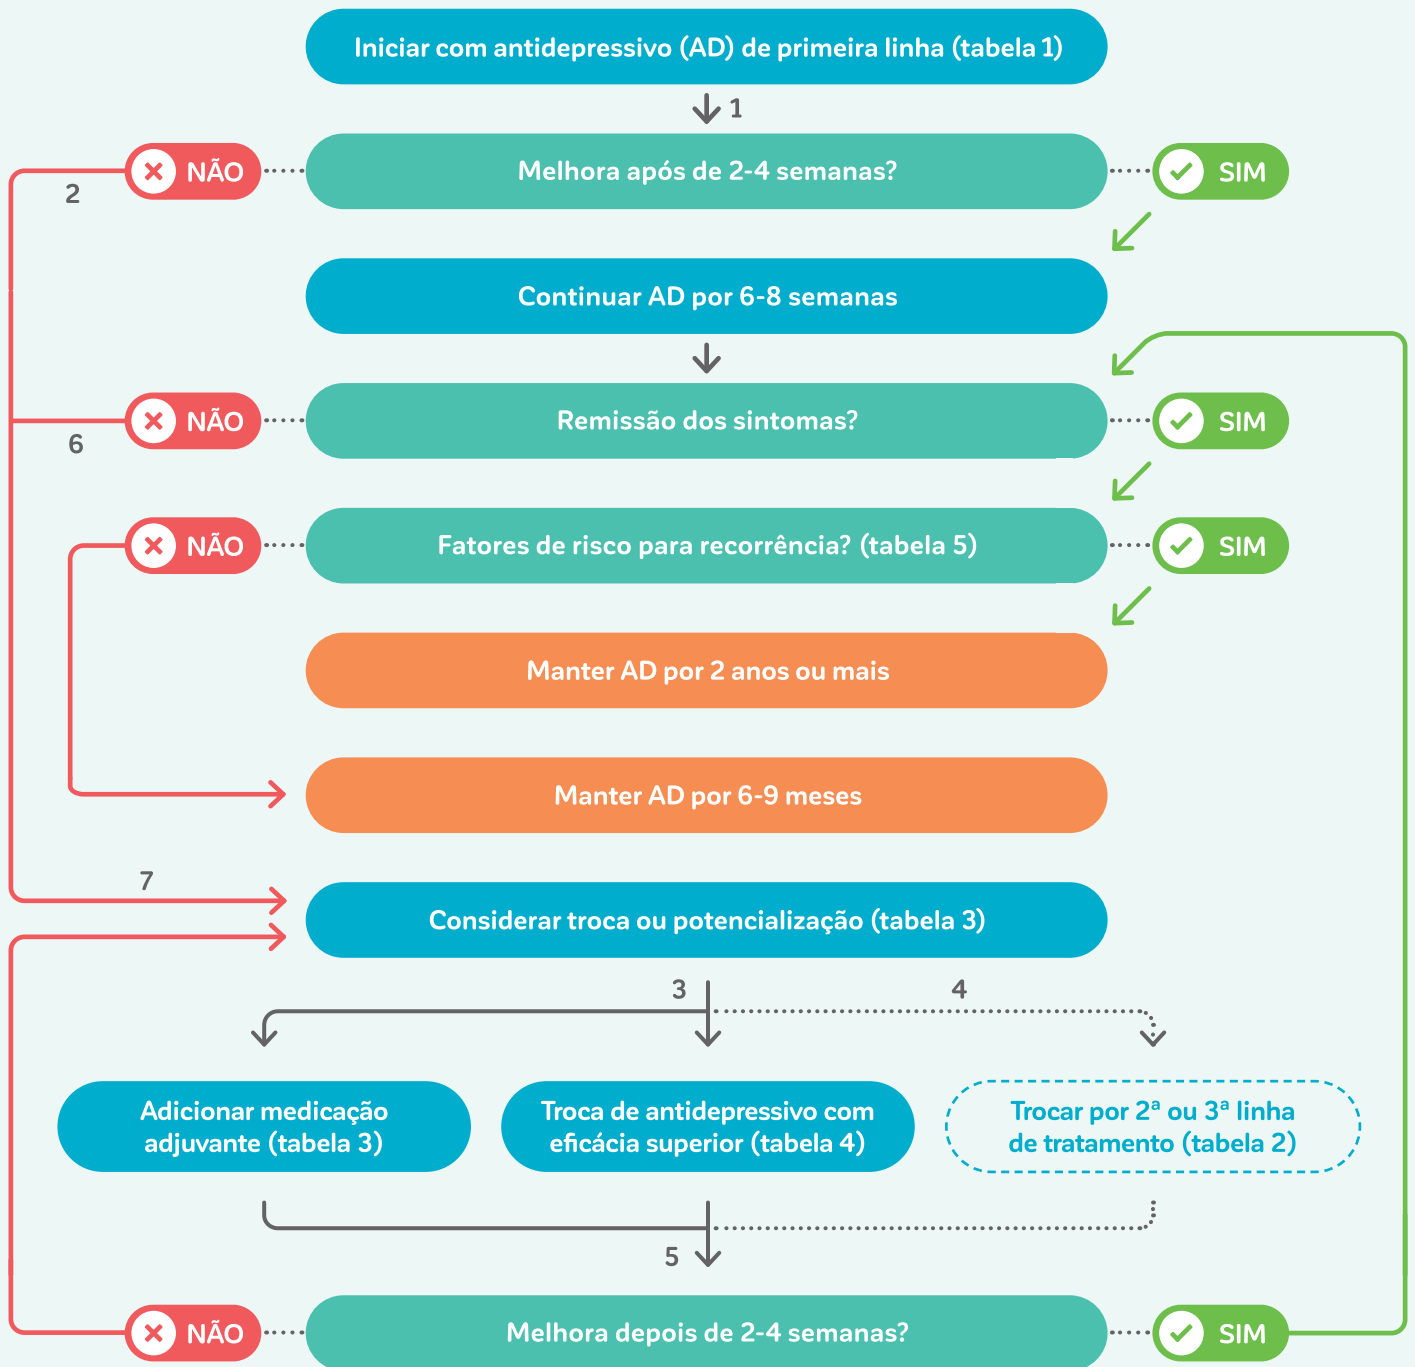 Iniciar com antidepressivo (AD) de primeira linha (tabela 1)
1
NÃO
Melhora após de 2-4 semanas?
SIM
2
Continuar AD por 6-8 semanas
NÃO
Remissão dos sintomas?
SIM
6
NÃO
Fatores de risco para recorrência? (tabela 5)
SIM
Manter AD por 2 anos ou mais
Manter AD por 6-9 meses
7
Considerar troca ou potencialização (tabela 3)
3
4
Adicionar medicação
adjuvante (tabela 3)
Troca de antidepressivo com
eficácia superior (tabela 4)
Trocar por 2ª ou 3ª linha
de tratamento (tabela 2)
5
NÃO
Melhora depois de 2-4 semanas?
SIM